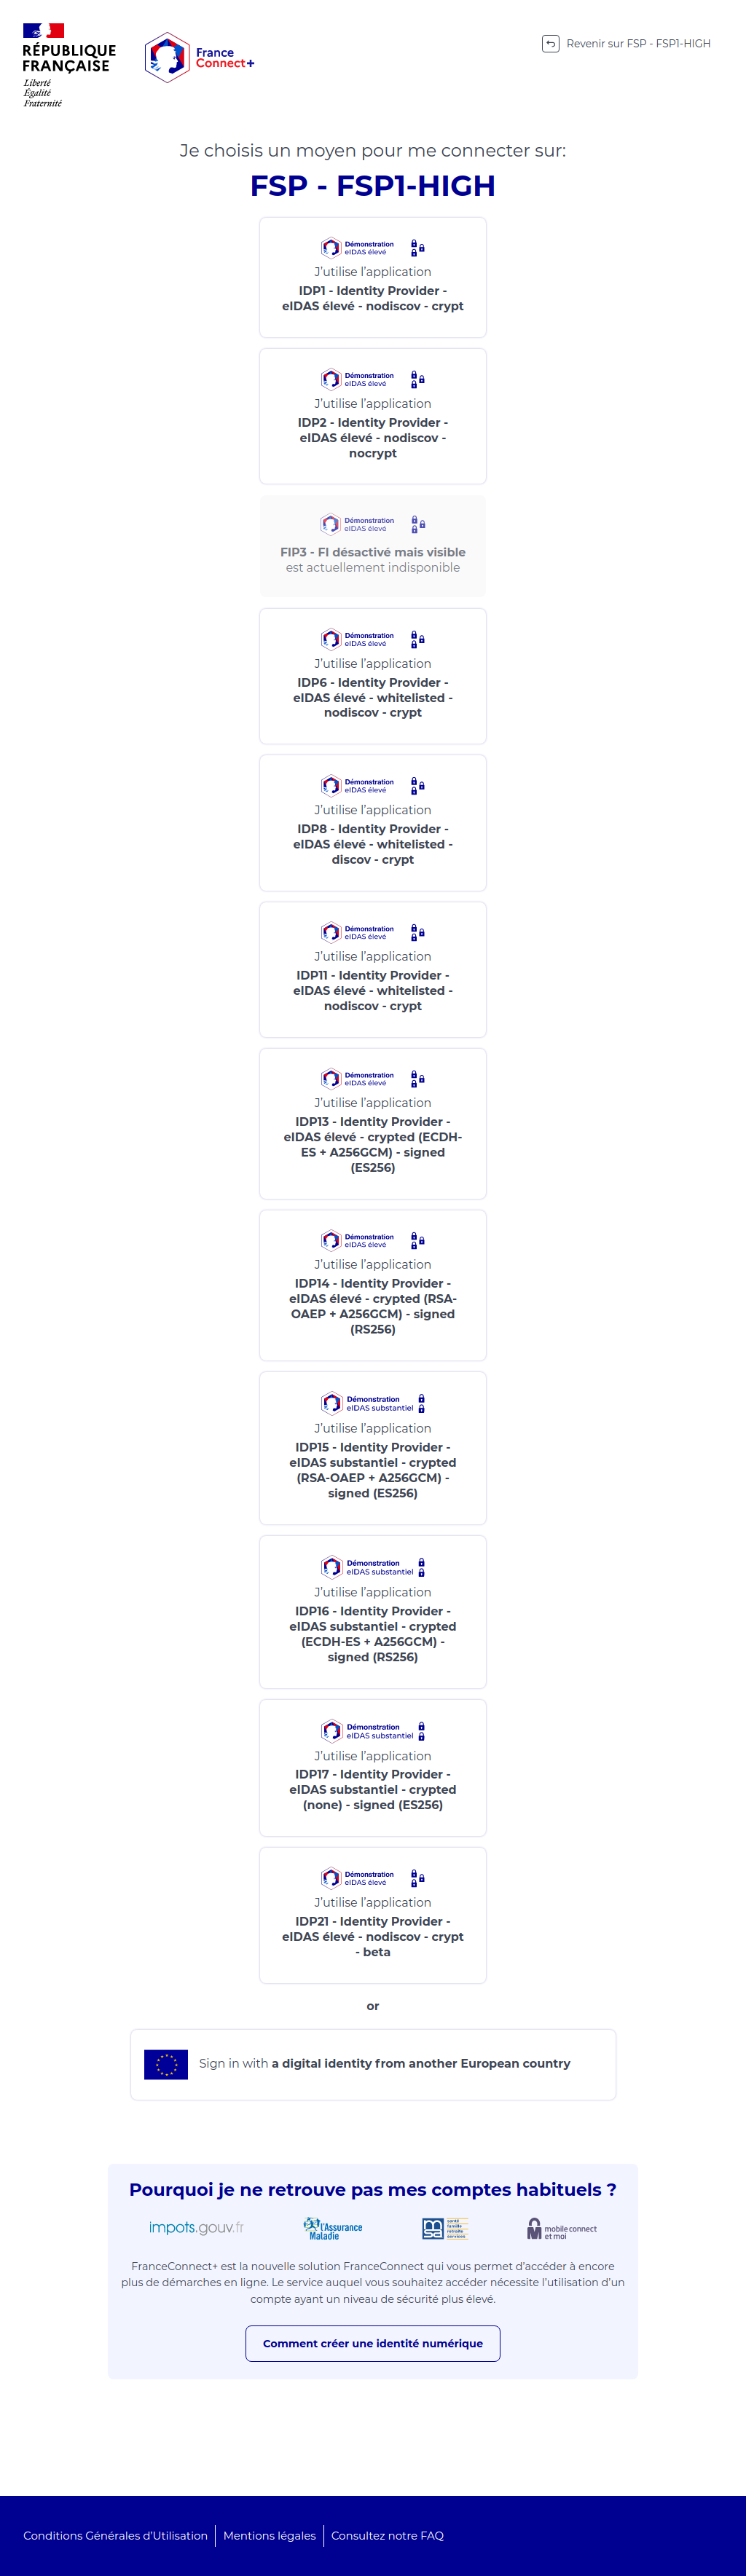 RÉPUBLIQUE
FRANÇAISE
Liberté
Égalité
Fraternité
France
Connect+
Revenir sur FSP - FSP1-HIGH
Je choisis un moyen pour me connecter sur:
FSP - FSP1-HIGH
Démonstration
eIDAS élevé
J’utilise l’application
IDP1 - Identity Provider -
eIDAS élevé - nodiscov - crypt
Démonstration
eIDAS élevé
J’utilise l’application
IDP2 - Identity Provider -
eIDAS élevé - nodiscov -
nocrypt
Démonstration
eIDAS élevé
FIP3 - FI désactivé mais visible
est actuellement indisponible
Démonstration
eIDAS élevé
J’utilise l’application
IDP6 - Identity Provider -
eIDAS élevé - whitelisted -
nodiscov - crypt
Démonstration
eIDAS élevé
J’utilise l’application
IDP8 - Identity Provider -
eIDAS élevé - whitelisted -
discov - crypt
Démonstration
eIDAS élevé
J’utilise l’application
IDP11 - Identity Provider -
eIDAS élevé - whitelisted -
nodiscov - crypt
Démonstration
eIDAS élevé
J’utilise l’application
IDP13 - Identity Provider -
eIDAS élevé - crypted (ECDH-
ES + A256GCM) - signed
(ES256)
Démonstration
eIDAS élevé
J’utilise l’application
IDP14 - Identity Provider -
eIDAS élevé - crypted (RSA-
OAEP + A256GCM) - signed
(RS256)
Démonstration
eIDAS substantiel
J’utilise l’application
IDP15 - Identity Provider -
eIDAS substantiel - crypted
(RSA-OAEP + A256GCM) -
signed (ES256)
Démonstration
eIDAS substantiel
J’utilise l’application
IDP16 - Identity Provider -
eIDAS substantiel - crypted
(ECDH-ES + A256GCM) -
signed (RS256)
Démonstration
eIDAS substantiel
J’utilise l’application
IDP17 - Identity Provider -
eIDAS substantiel - crypted
(none) - signed (ES256)
Démonstration
eIDAS élevé
J’utilise l’application
IDP21 - Identity Provider -
eIDAS élevé - nodiscov - crypt
- beta
or
Sign in with a digital identity from another European country
Pourquoi je ne retrouve pas mes comptes habituels ?
impots.gouv.fr
l'Assurance
Maladie
MSA
santé
famille
retraite
services
mobile connect
et moi
FranceConnect+ est la nouvelle solution FranceConnect qui vous permet d’accéder à encore
plus de démarches en ligne. Le service auquel vous souhaitez accéder nécessite l’utilisation d’un
compte ayant un niveau de sécurité plus élevé.
Comment créer une identité numérique
Conditions Générales d’Utilisation
Mentions légales
Consultez notre FAQ